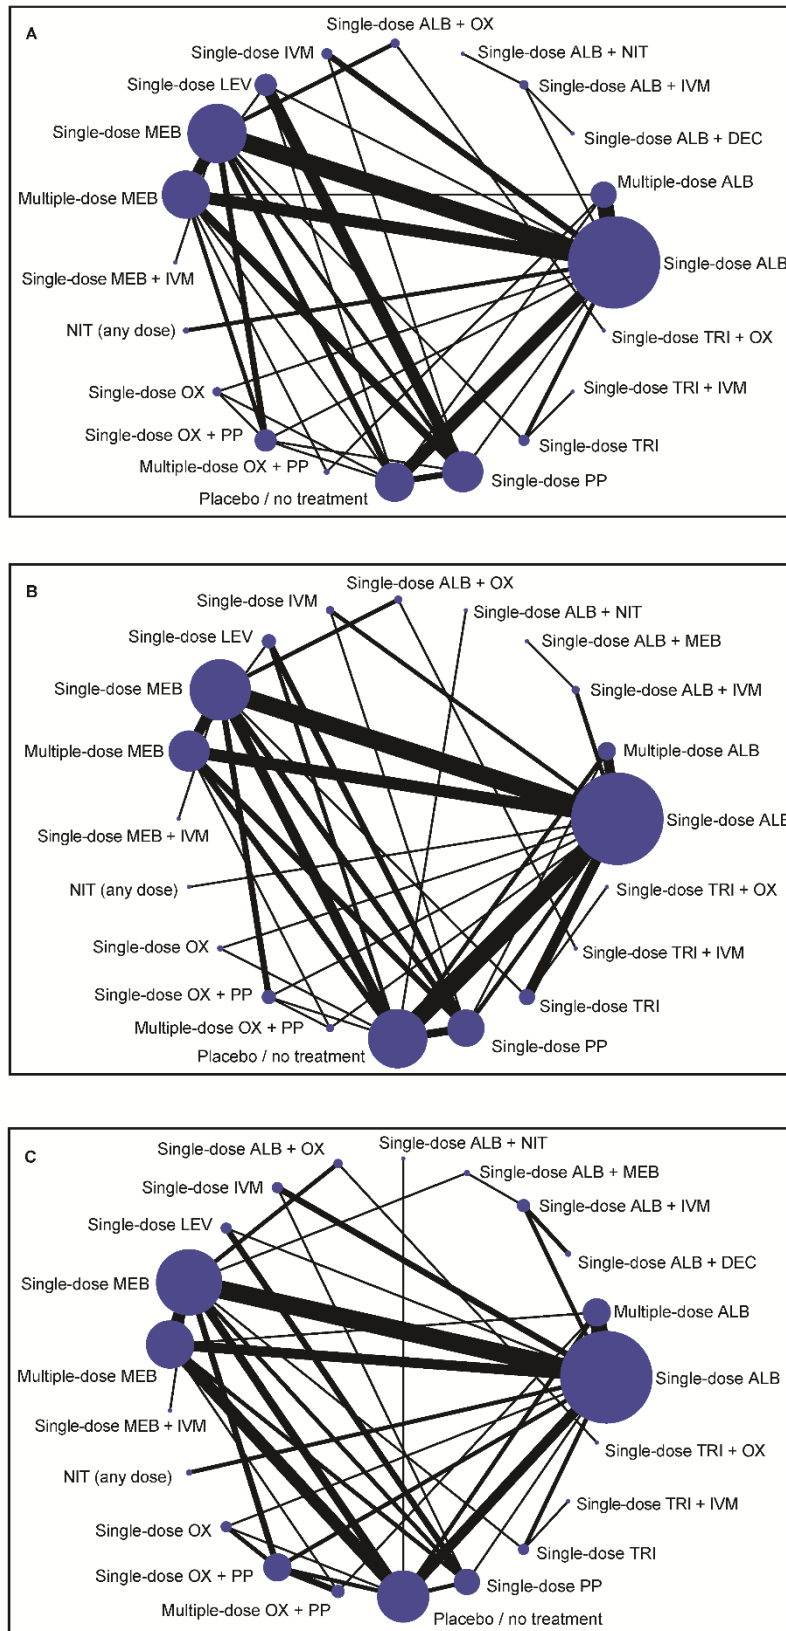 A
Single-dose ALB + OX
Single-dose IVM
Single-dose ALB + NIT
Single-dose LEV
Single-dose ALB + IVM
Single-dose MEB
Single-dose ALB + DEC
Multiple-dose MEB
Multiple-dose ALB
Single-dose ALB
Single-dose MEB + IVM
NIT (any dose)
Single-dose TRI + OX
Single-dose OX
Single-dose TRI + IVM
Single-dose OX + PP
Single-dose TRI
Multiple-dose OX + PP
Single-dose PP
Placebo / no treatment
B
Single-dose ALB + OX
Single-dose IVM
Single-dose ALB + NIT
Single-dose LEV
Single-dose ALB + MEB
Single-dose MEB
Single-dose ALB + IVM
Multiple-dose MEB
Multiple-dose ALB
Single-dose ALB
Single-dose MEB + IVM
NIT (any dose)
Single-dose TRI + OX
Single-dose OX
Single-dose TRI + IVM
Single-dose OX + PP
Single-dose TRI
Multiple-dose OX + PP
Single-dose PP
Placebo / no treatment
C
Single-dose ALB + NIT
Single-dose ALB + OX
Single-dose ALB + MEB
Single-dose IVM
Single-dose ALB + IVM
Single-dose LEV
Single-dose ALB + DEC
Single-dose MEB
Multiple-dose ALB
Multiple-dose MEB
Single-dose ALB
Single-dose MEB + IVM
Single-dose TRI + OX
NIT (any dose)
Single-dose TRI + IVM
Single-dose OX
Single-dose TRI
Single-dose OX + PP
Single-dose PP
Multiple-dose OX + PP
Placebo / no treatment